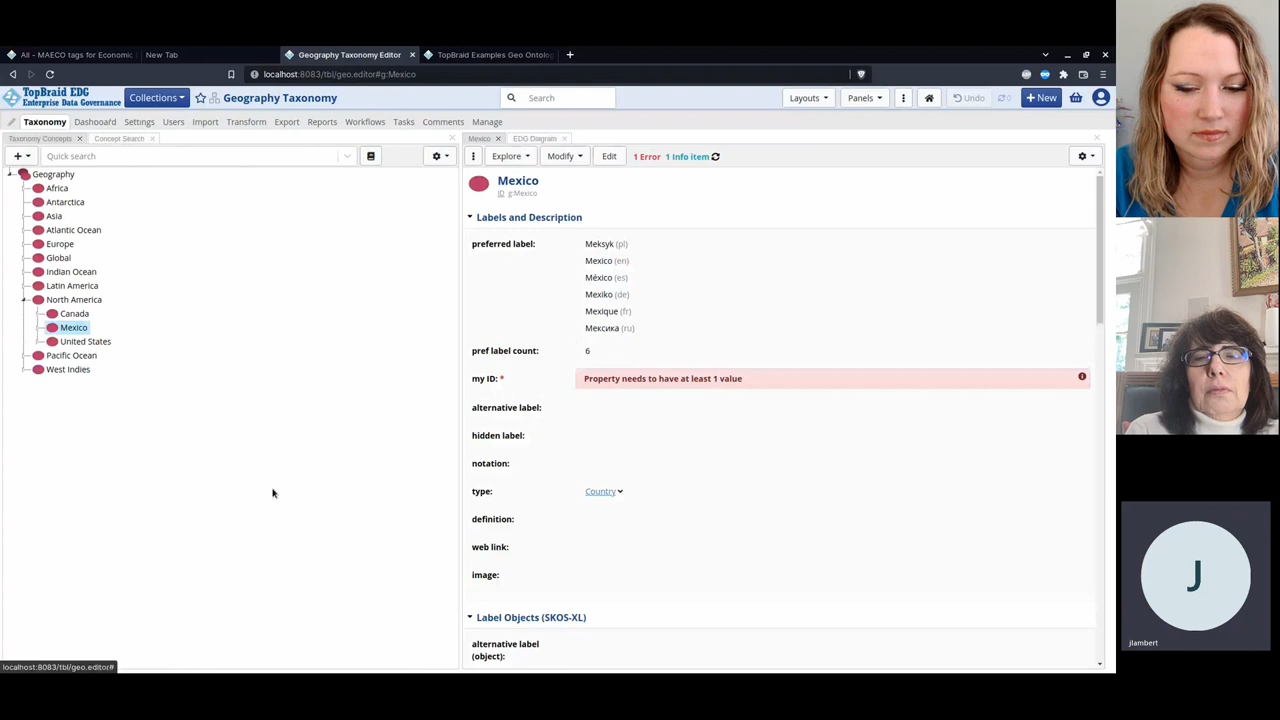 All - MAECO tags for Economic
New Tab
Geography Taxonomy Editor
TopBraid Examples Geo Ontolo
localhost:8083/tbl/geo.editor#g:Mexico
TopBraid EDG
Enterprise Data Governance
Collections
Geography Taxonomy
Search
Layouts
Panels
Undo
0
+ New
Taxonomy Dashboard Settings Users Import Transform Export Reports Workflows Tasks Comments Manage
Taxonomy Concepts
Concept Search
Mexico
EDG Diagram
Quick search
Explore
Modify
Edit
1 Error
1 Info item
Geography
Africa
Antarctica
Asia
Atlantic Ocean
Europe
Global
Indian Ocean
Latin America
North America
Canada
Mexico
United States
Pacific Ocean
West Indies
Mexico
ID g:Mexico
Labels and Description
preferred label:
Meksyk (pl)
Mexico (en)
México (es)
Mexiko (de)
Mexique (fr)
Мексика (ru)
pref label count: 6
my ID: * Property needs to have at least 1 value
alternative label:
hidden label:
notation:
type: Country
definition:
web link:
image:
Label Objects (SKOS-XL)
alternative label
(object):
localhost:8083/tbl/geo.editor#
J
jlambert